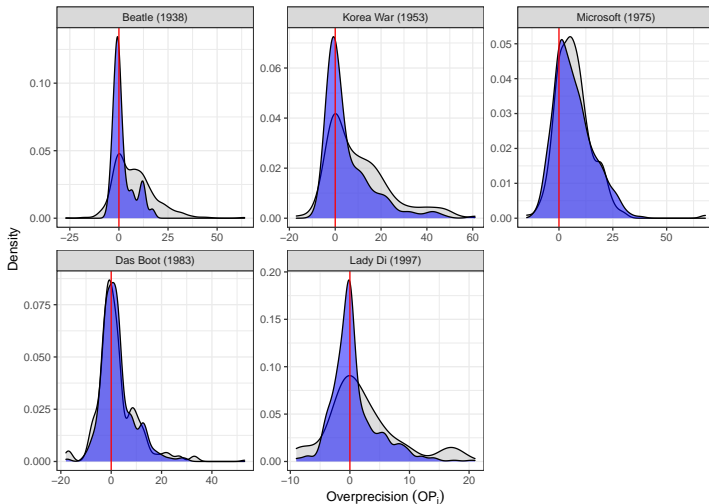 Beatle (1938)
Korea War (1953)
Microsoft (1975)
0.10
0.05
0.00
-25 0 25 50
0.08
0.06
0.04
0.02
0.00
-20 0 20 40 60
0.05
0.04
0.03
0.02
0.01
0.00
0 25 50
Density
Das Boot (1983)
Lady Di (1997)
0.075
0.050
0.025
0.000
-20 0 20 40
0.20
0.15
0.10
0.05
0.00
-10 0 10 20
Overprecision (OPi)